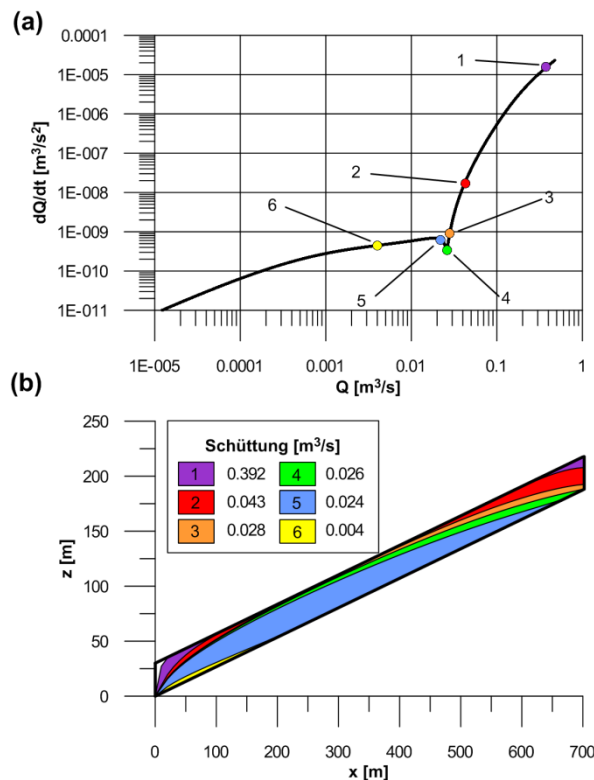 (a)
0.0001
1E-005
1E-006
1E-007
1E-008
1E-009
1E-010
1E-011
dQ/dt [m³/s²]
1
2
3
6
5
4
1E-005 0.0001 0.001 0.01 0.1 1
Q [m³/s]
(b)
250
200
150
100
50
0
z [m]
Schüttung [m³/s]
1 0.392 4 0.026
2 0.043 5 0.024
3 0.028 6 0.004
0 100 200 300 400 500 600 700
x [m]